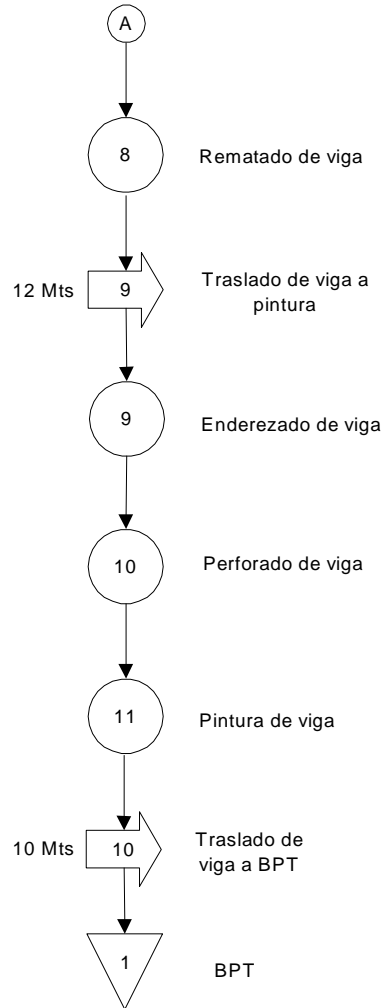 A
8
Rematado de viga
12 Mts
9
Traslado de viga a
pintura
9
Enderezado de viga
10
Perforado de viga
11
Pintura de viga
10 Mts
10
Traslado de
viga a BPT
1
BPT